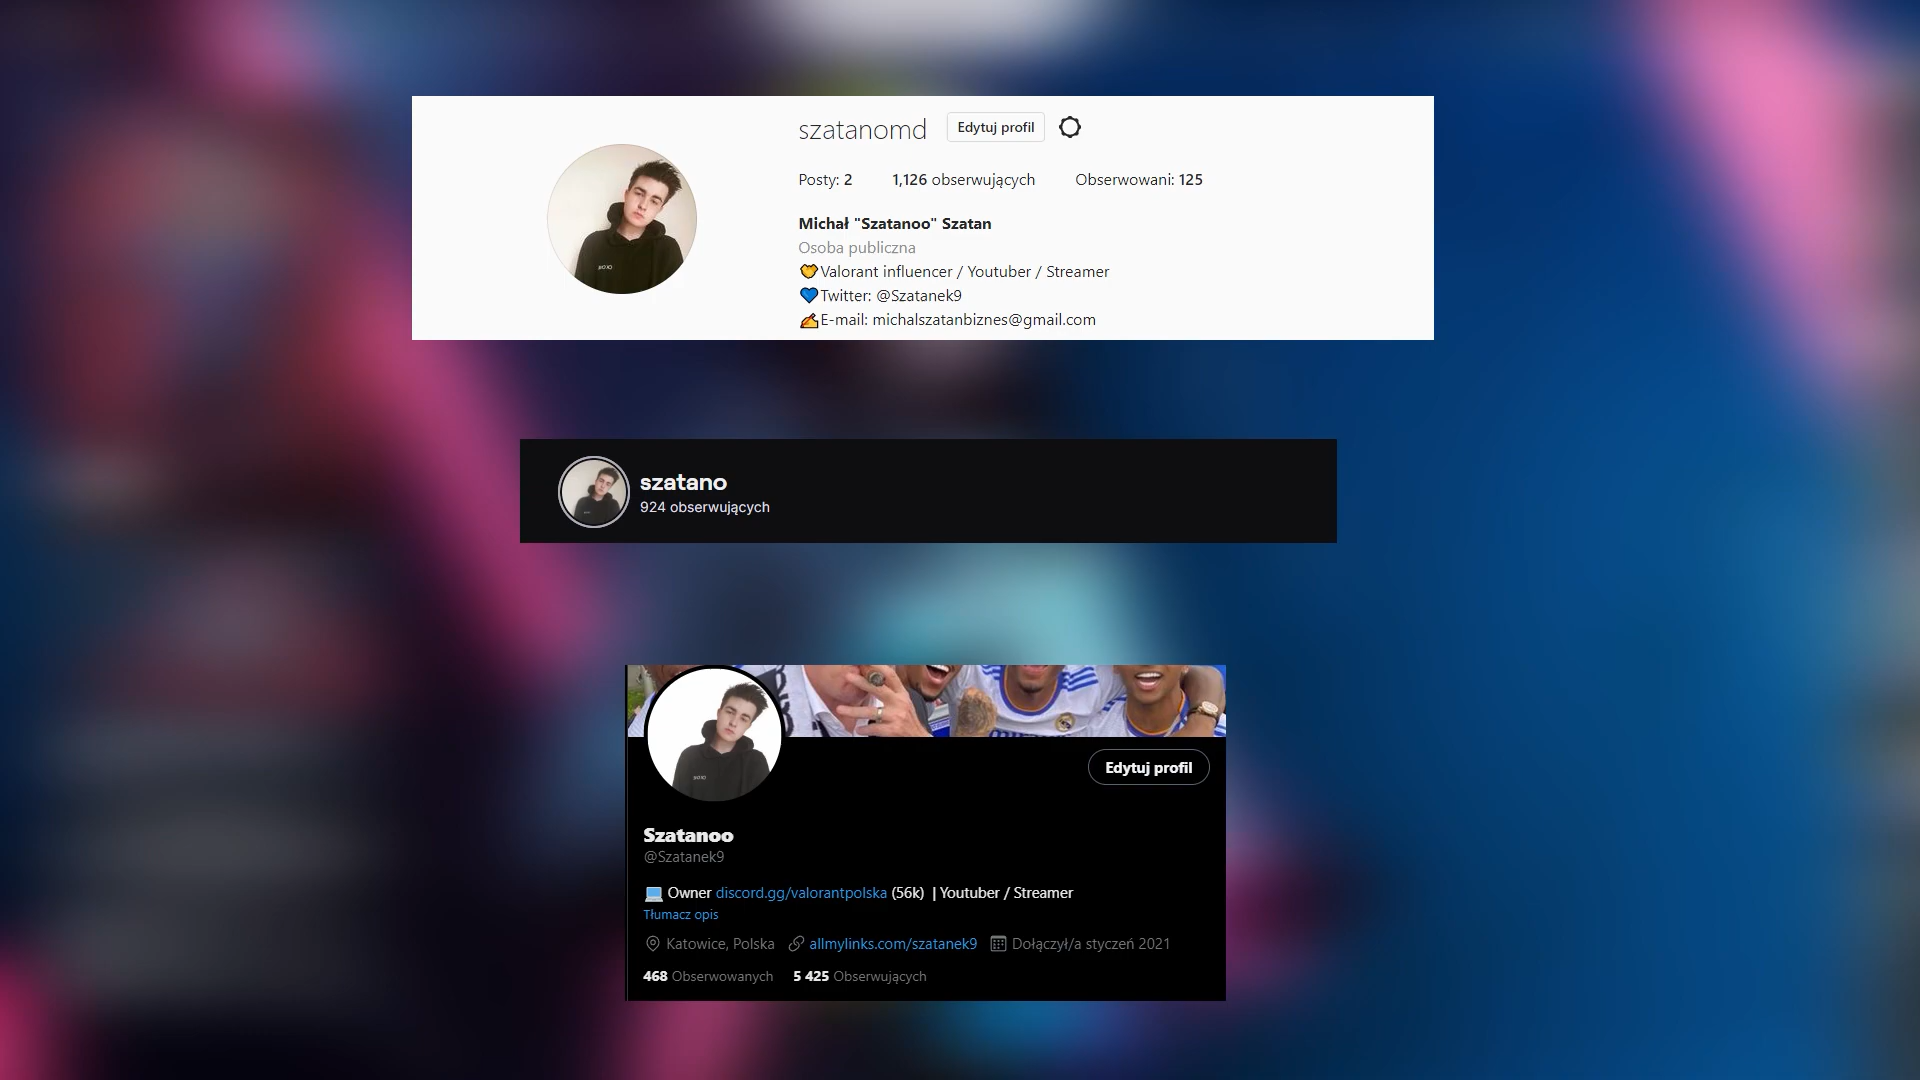 szatanomd Edytuj profil
Posty: 2 1,126 obserwujących Obserwowani: 125
Michał "Szatanoo" Szatan
Osoba publiczna
💛Valorant influencer / Youtuber / Streamer
💙Twitter: @Szatanek9
✍E-mail: michalszatanbiznes@gmail.com
szatano
924 obserwujących
Edytuj profil
Szatanoo
@Szatanek9
💻 Owner discord.gg/valorantpolska (56k) | Youtuber / Streamer
Tłumacz opis
Katowice, Polska allmylinks.com/szatanek9 Dołączył/a styczeń 2021
468 Obserwowanych 5 425 Obserwujących